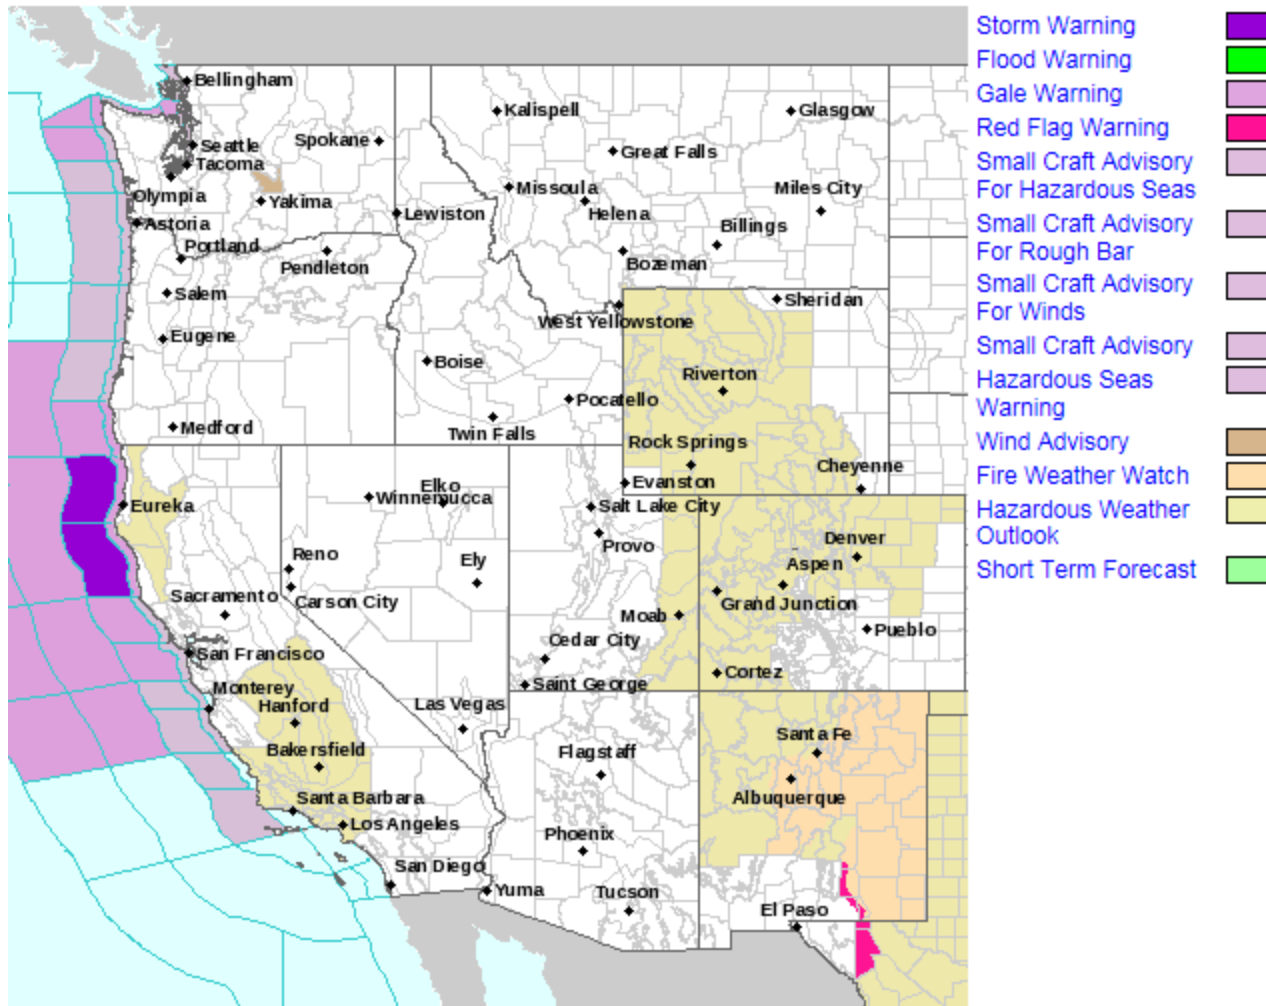 Storm Warning
Flood Warning
Gale Warning
Red Flag Warning
Small Craft Advisory
For Hazardous Seas
Small Craft Advisory
For Rough Bar
Small Craft Advisory
For Winds
Small Craft Advisory
Hazardous Seas
Warning
Wind Advisory
Fire Weather Watch
Hazardous Weather
Outlook
Short Term Forecast
Bellingham
Kalispell
Glasgow
Seattle
Spokane
Great Falls
Tacoma
Olympia
Yakima
Missoula
Helena
Miles City
Astoria
Lewiston
Billings
Portland
Pendleton
Bozeman
Salem
Sheridan
West Yellowstone
Eugene
Boise
Riverton
Pocatello
Medford
Twin Falls
Rock Springs
Cheyenne
Evanston
Elko
Winnemucca
Eureka
Salt Lake City
Provo
Denver
Reno
Ely
Aspen
Sacramento
Carson City
Grand Junction
Moab
Pueblo
San Francisco
Cedar City
Cortez
Saint George
Monterey
Hanford
Las Vegas
Bakersfield
Flagstaff
Santa Fe
Albuquerque
Santa Barbara
Los Angeles
Phoenix
San Diego
Yuma
Tucson
El Paso